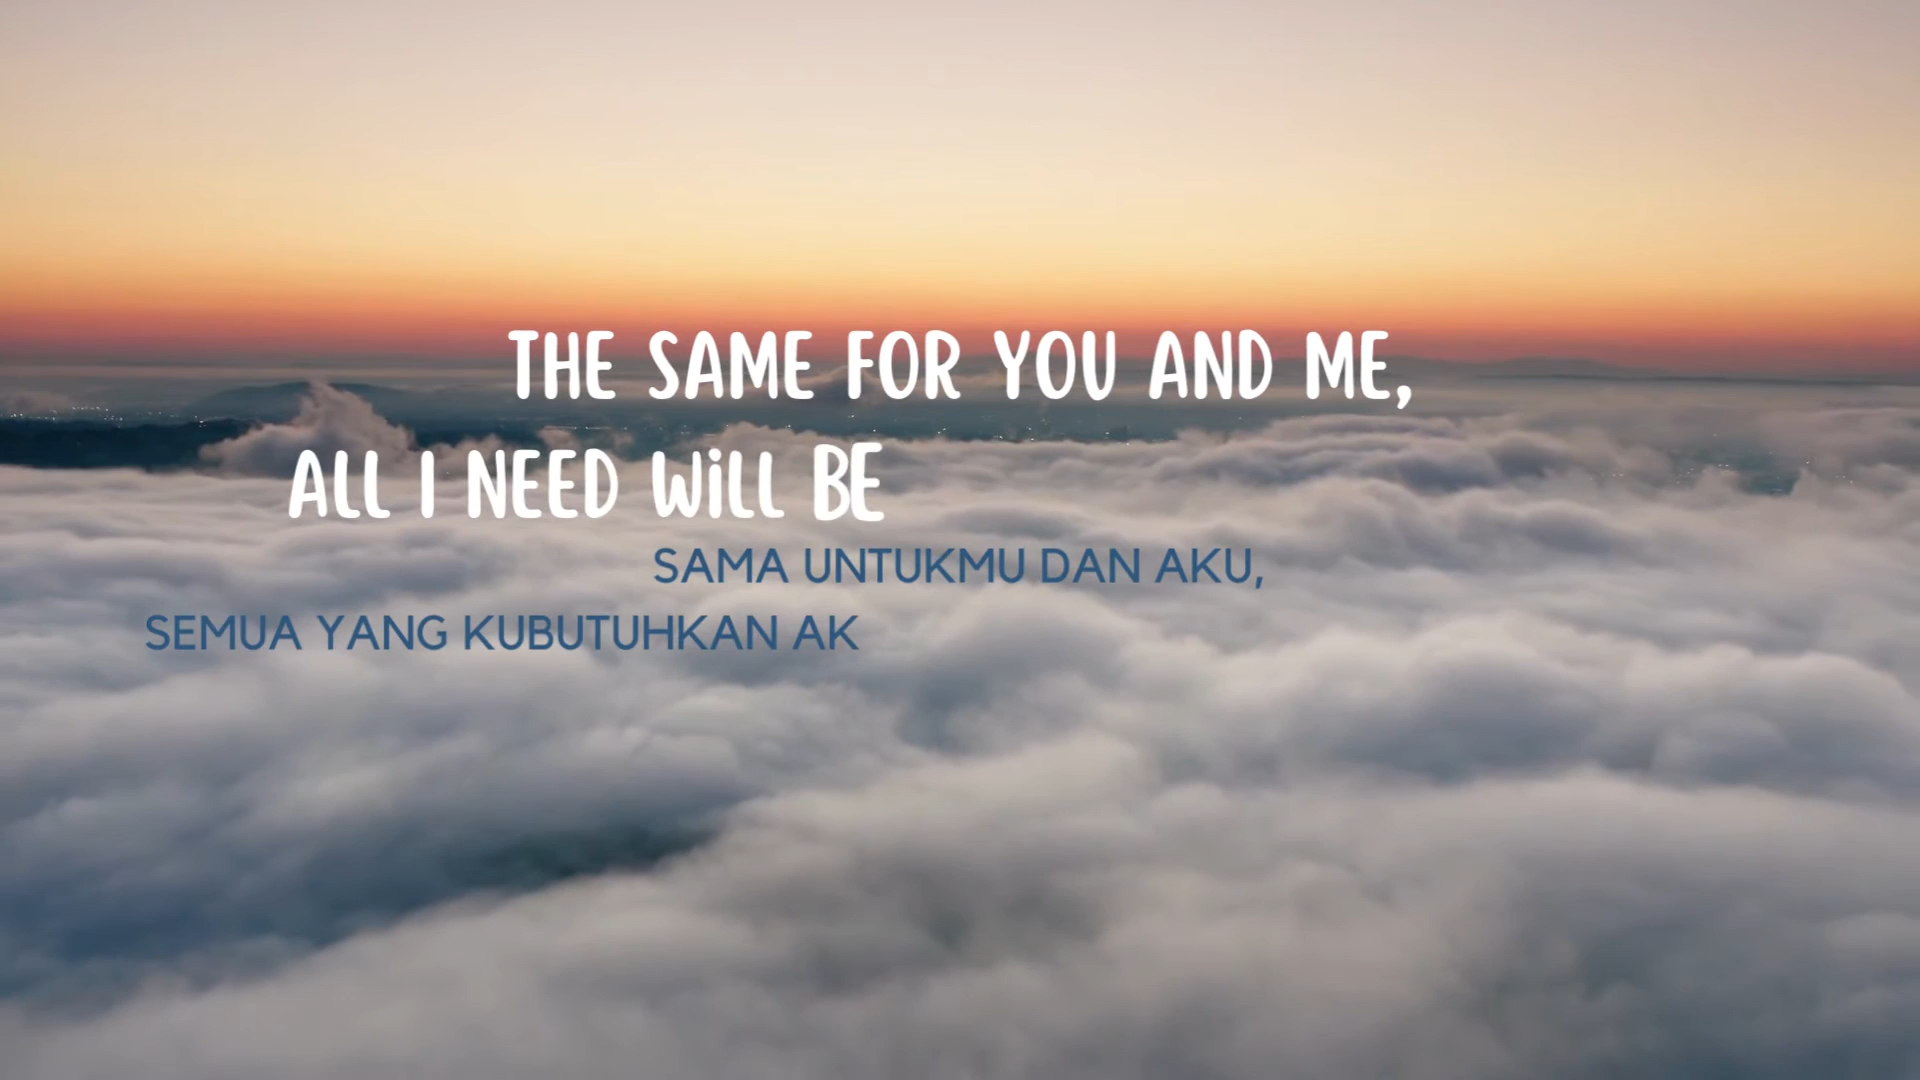 THE SAME FOR YOU AND ME,
ALL I NEED WiLL BE
SAMA UNTUKMU DAN AKU,
SEMUA YANG KUBUTUHKAN AK